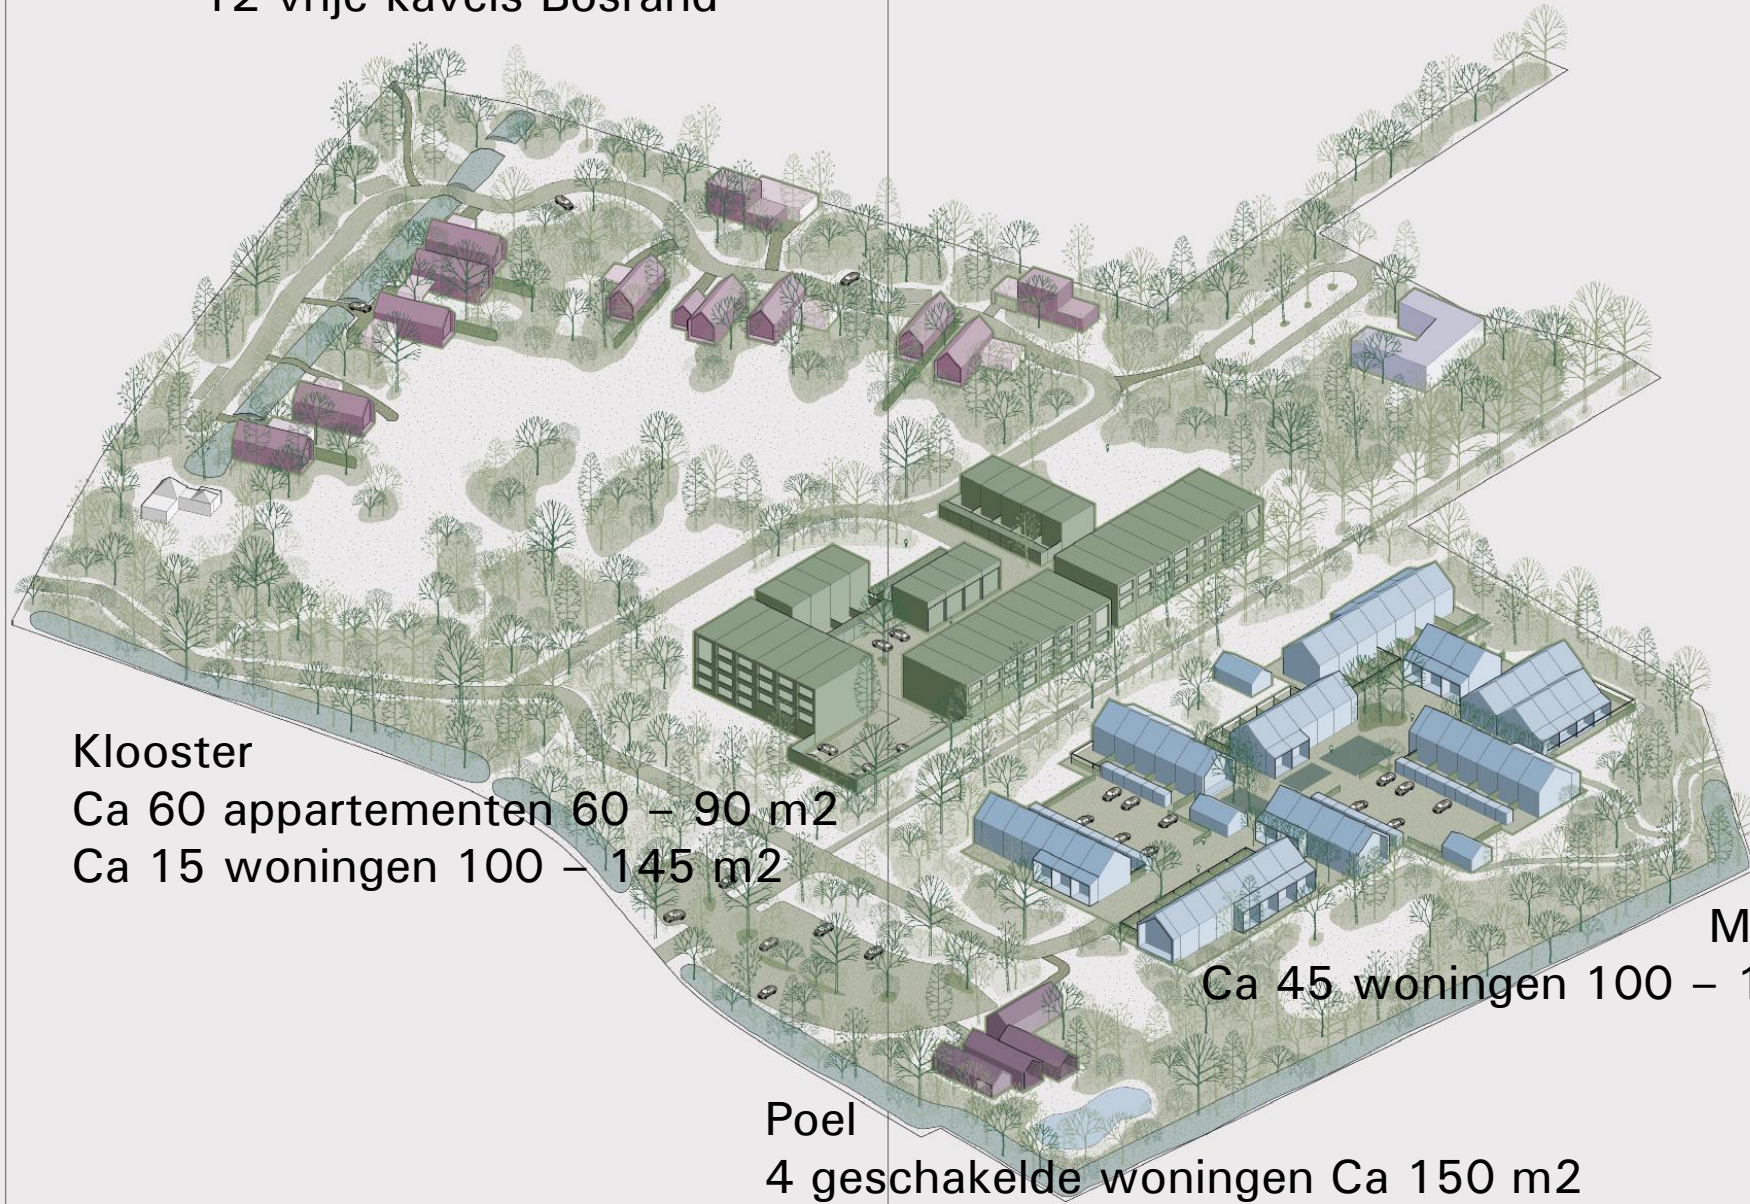 12 vrije kavels Bosrand
Klooster
Ca 60 appartementen 60 – 90 m2
Ca 15 woningen 100 – 145 m2
M
Ca 45 woningen 100 – 1
Poel
4 geschakelde woningen Ca 150 m2